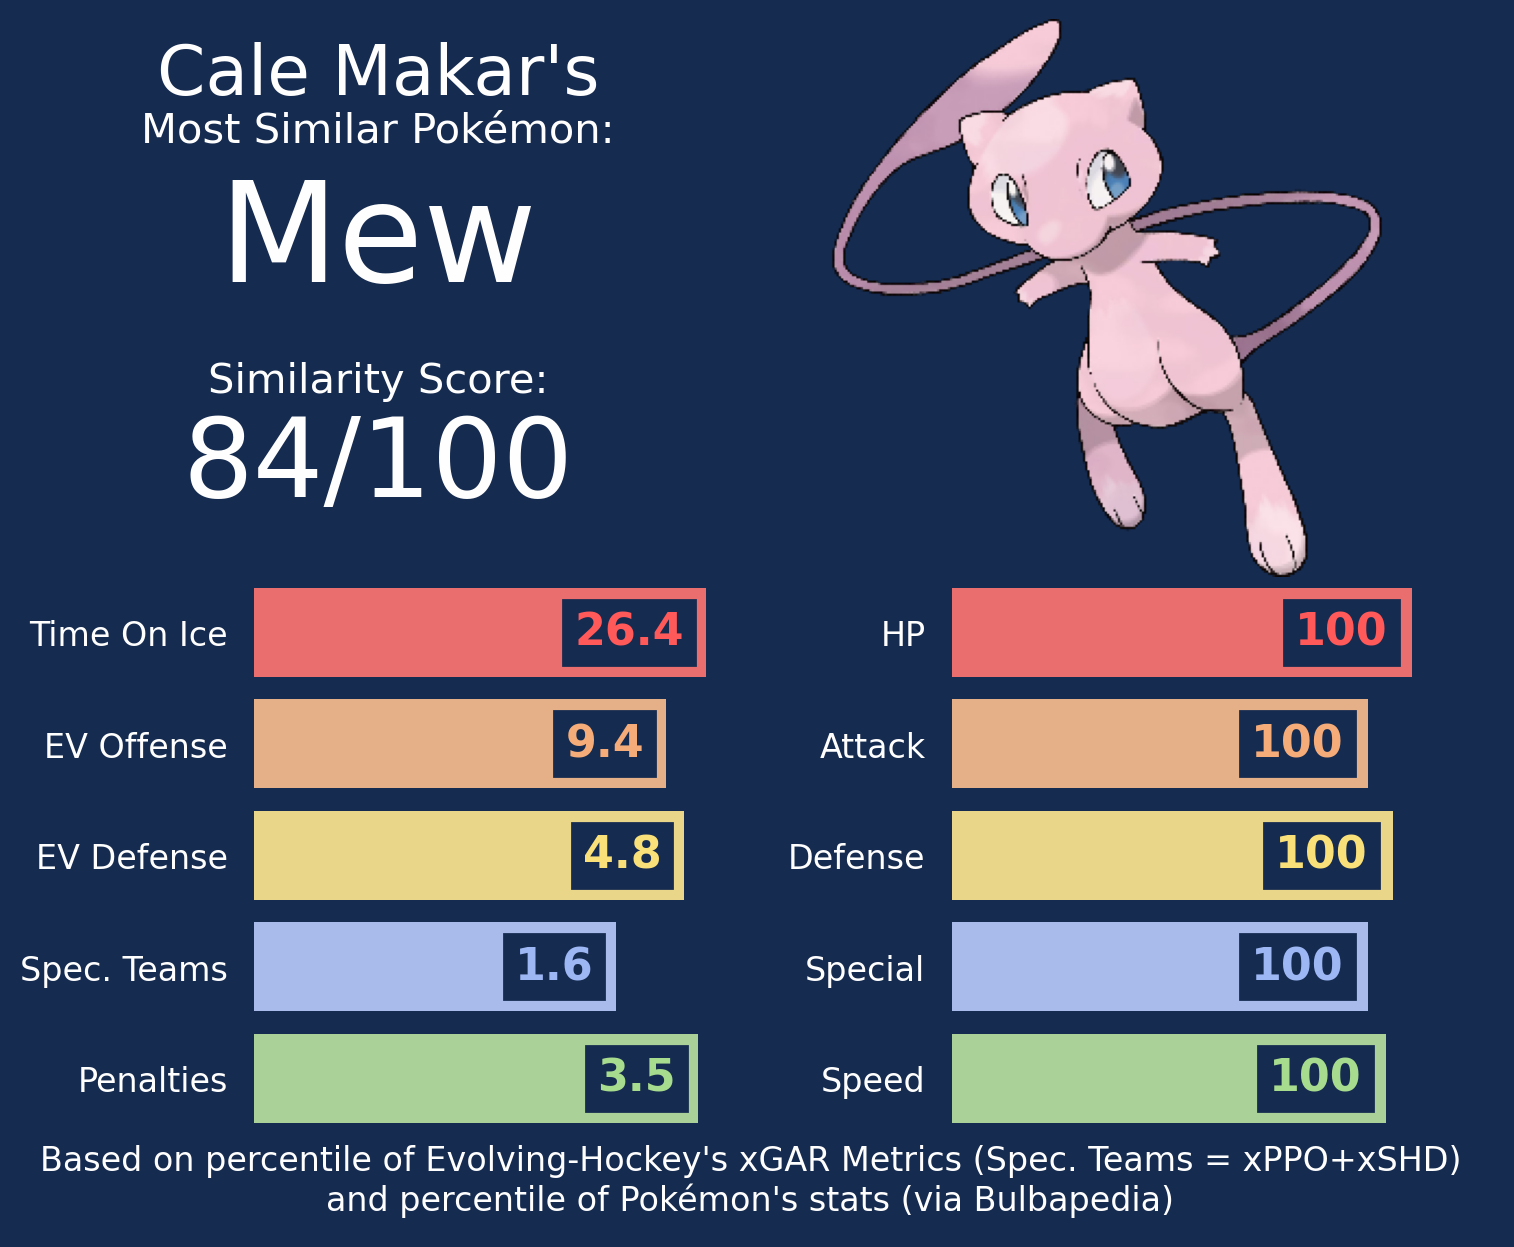 Cale Makar's
Most Similar Pokémon:
Mew
Similarity Score:
84/100
Time On Ice 26.4
EV Offense 9.4
EV Defense 4.8
Spec. Teams 1.6
Penalties 3.5
HP 100
Attack 100
Defense 100
Special 100
Speed 100
Based on percentile of Evolving-Hockey's xGAR Metrics (Spec. Teams = xPPO+xSHD)
and percentile of Pokémon's stats (via Bulbapedia)